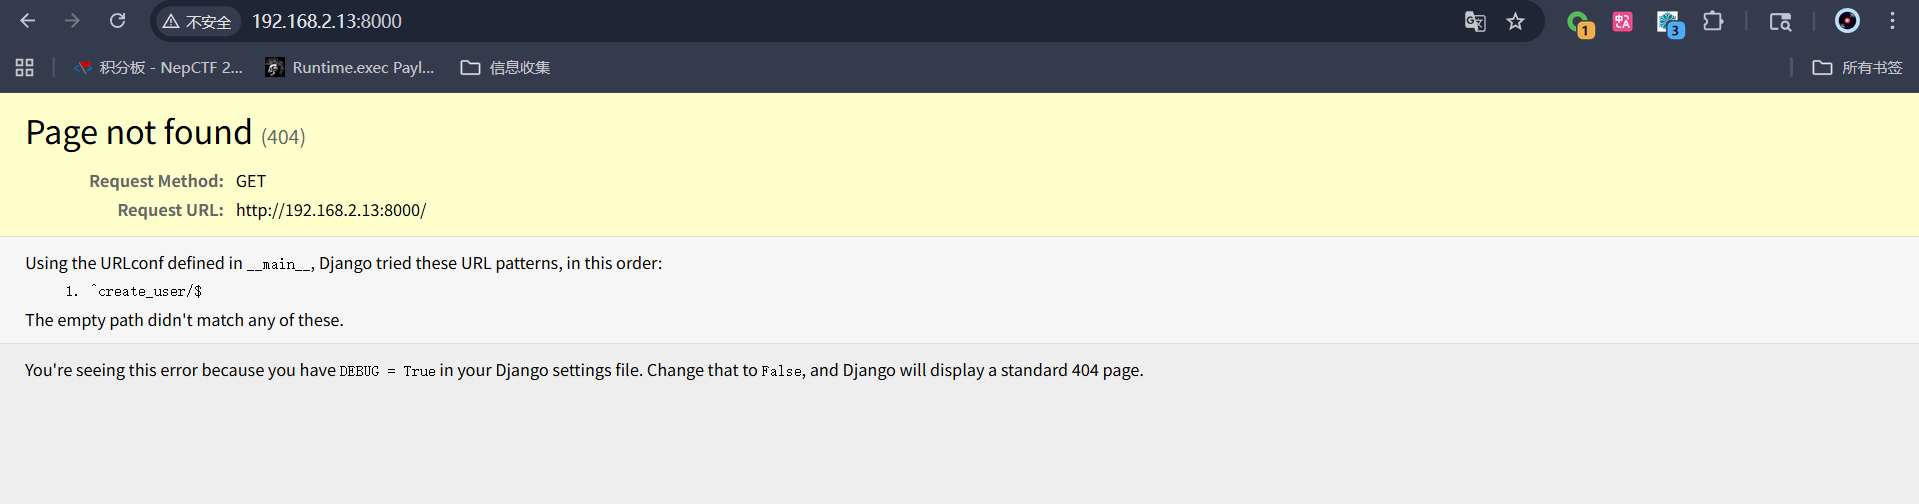 不安全 192.168.2.13:8000
1
3
积分板 - NepCTF 2... Runtime.exec Payl... 信息收集 所有书签
Page not found (404)
Request Method: GET
Request URL: http://192.168.2.13:8000/
Using the URLconf defined in __main__, Django tried these URL patterns, in this order:
1. ^create_user/$
The empty path didn't match any of these.
You're seeing this error because you have DEBUG = True in your Django settings file. Change that to False, and Django will display a standard 404 page.